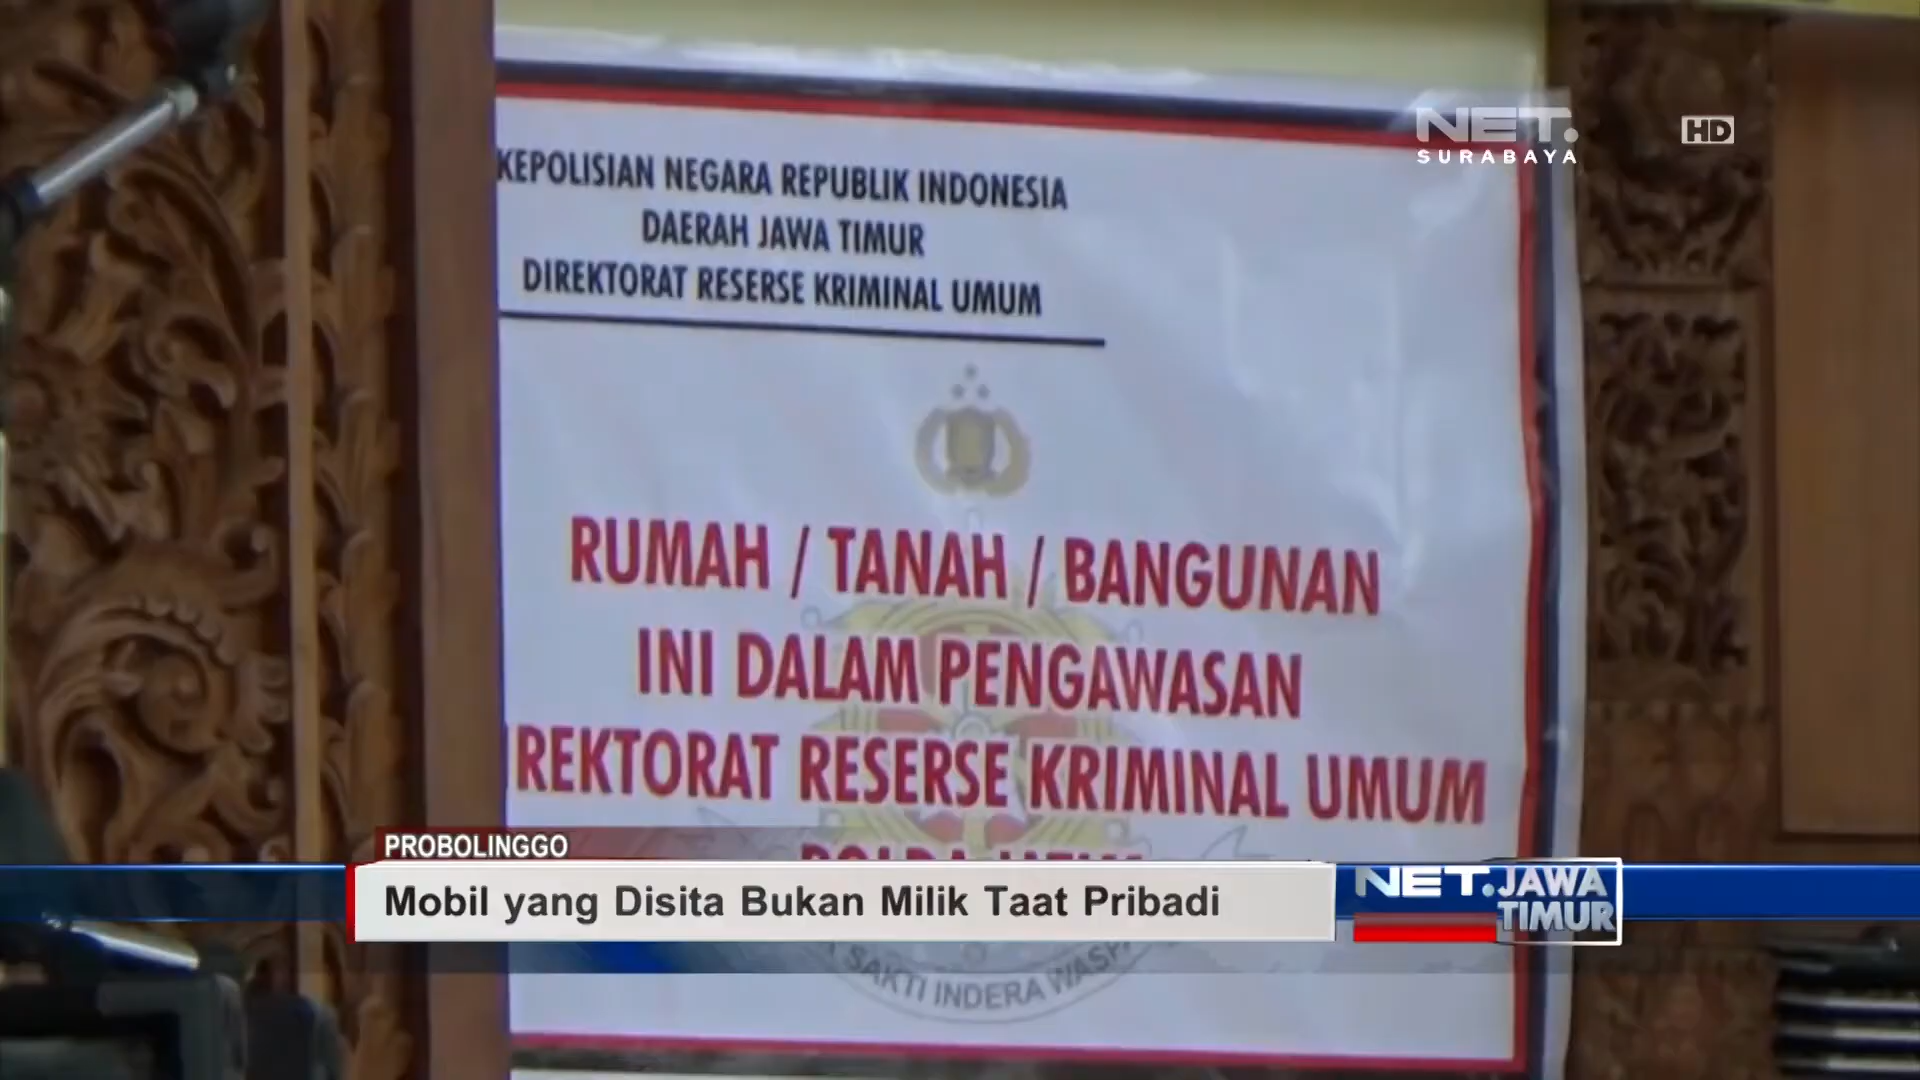 NET.
SURABAYA
HD
KEPOLISIAN NEGARA REPUBLIK INDONESIA
DAERAH JAWA TIMUR
DIREKTORAT RESERSE KRIMINAL UMUM
RUMAH / TANAH / BANGUNAN
INI DALAM PENGAWASAN
IREKTORAT RESERSE KRIMINAL UMUM
PROBOLINGGO
Mobil yang Disita Bukan Milik Taat Pribadi
NET. JAWA
TIMUR
SAKTI INDERA